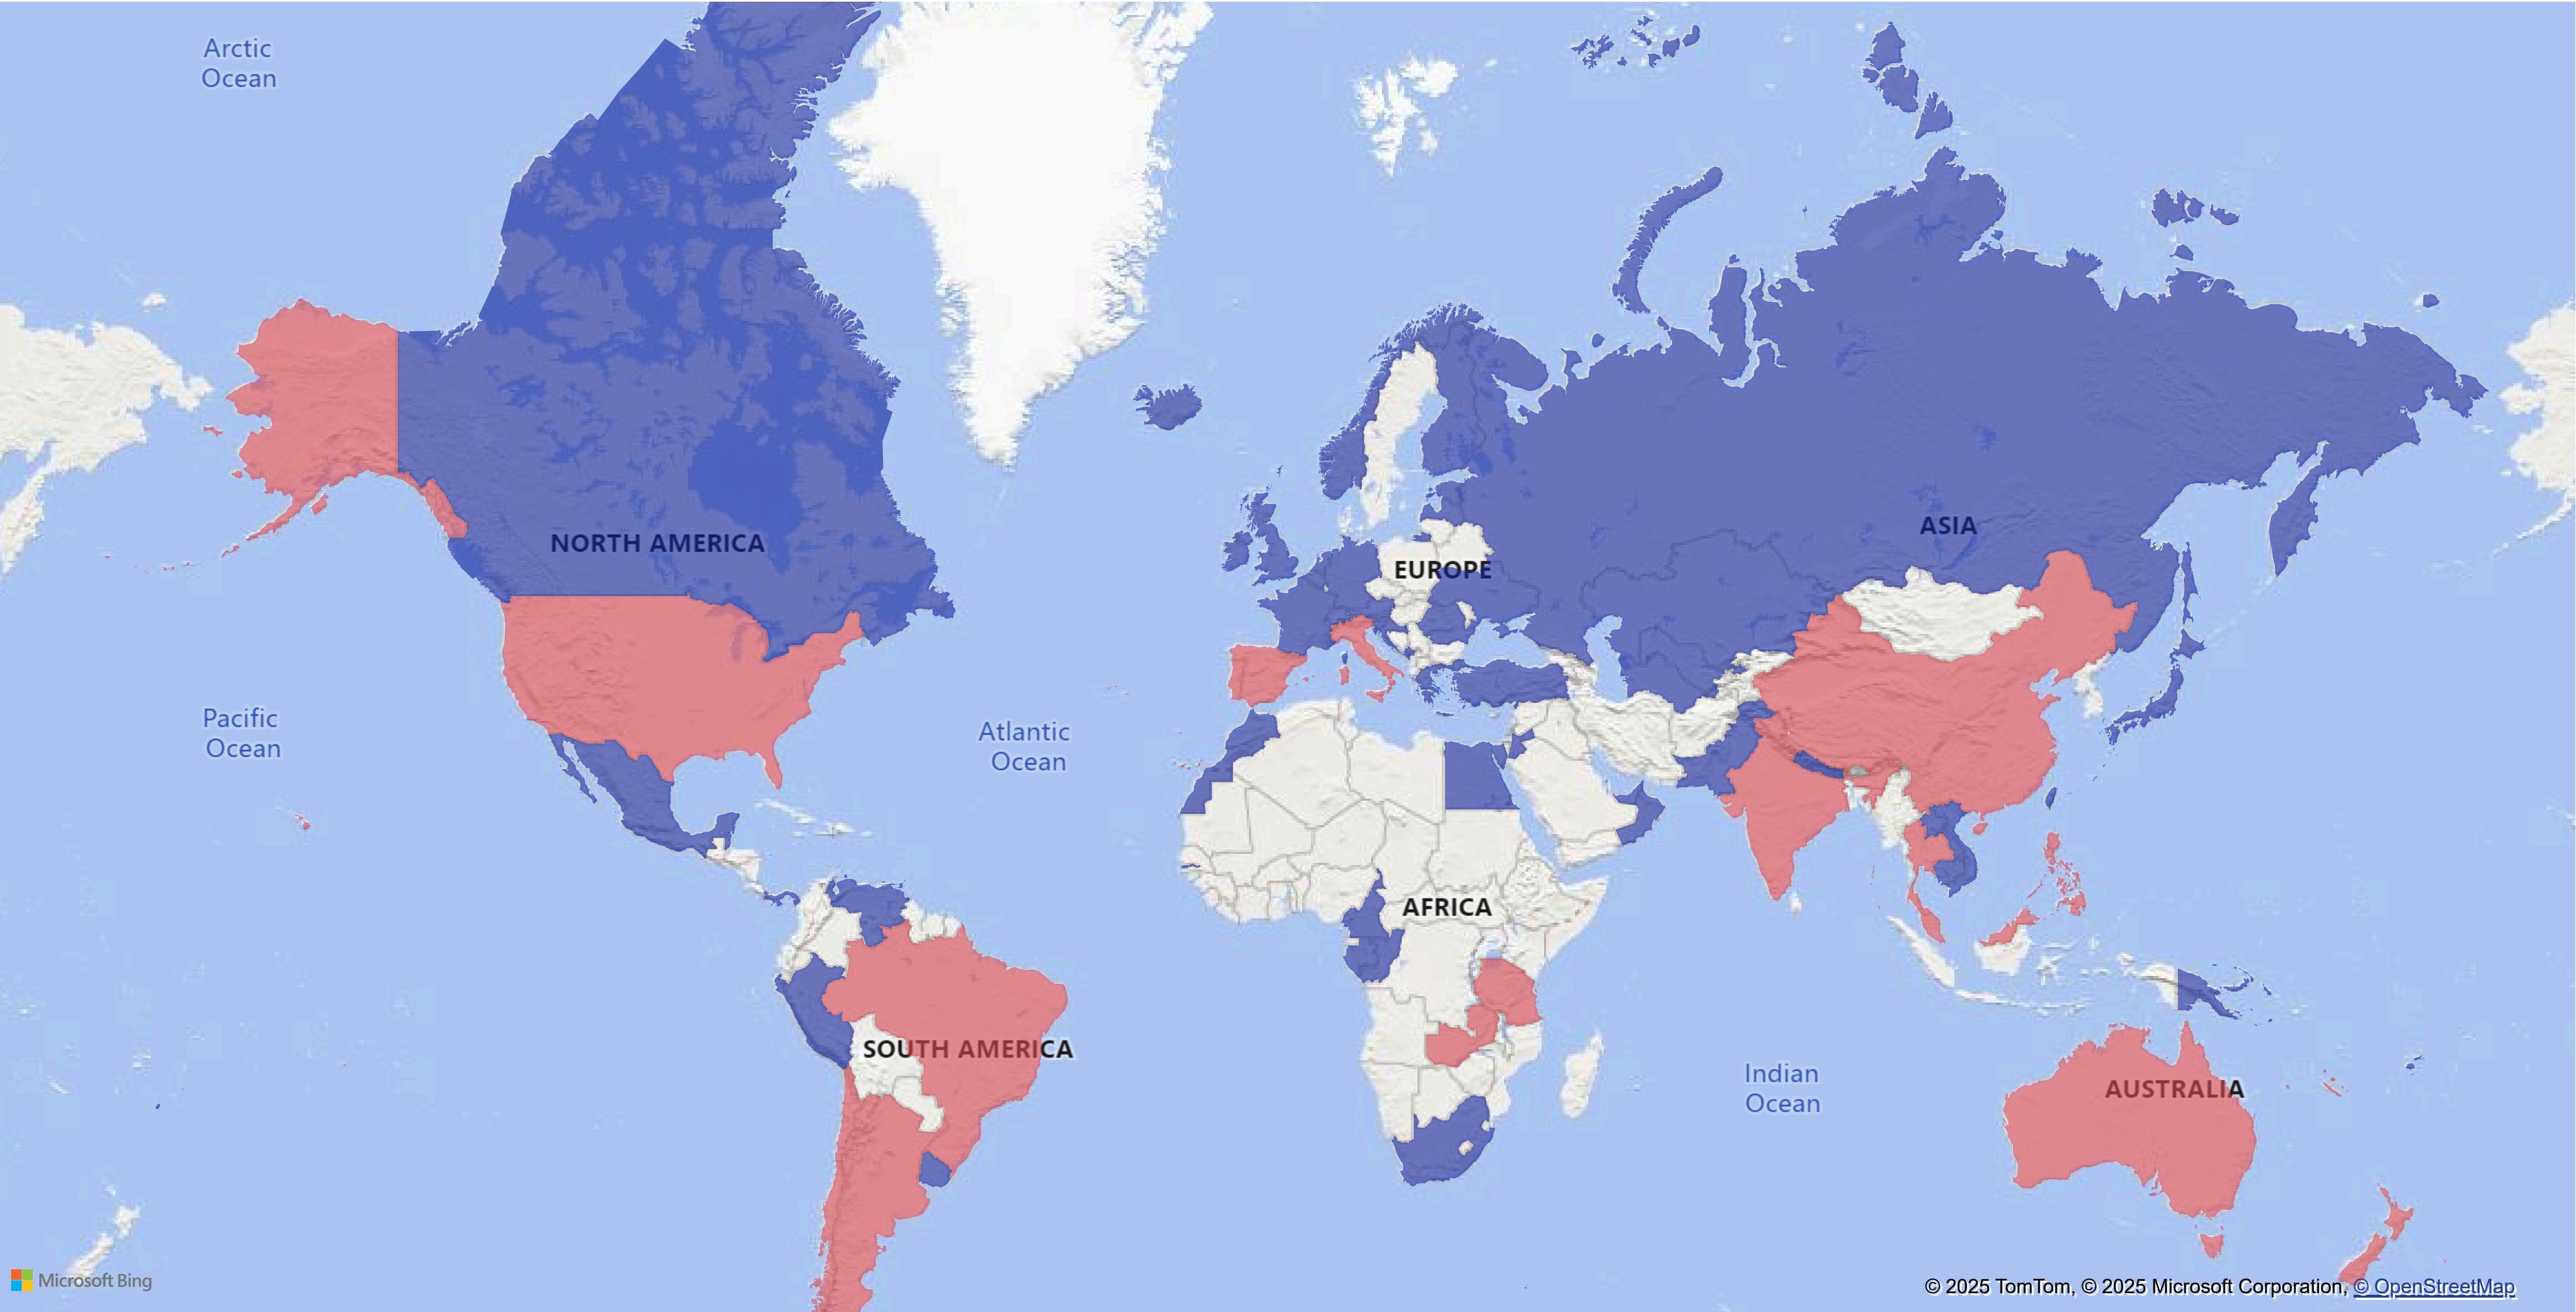 Arctic
Ocean
NORTH AMERICA
ASIA
EUROPE
Pacific
Ocean
Atlantic
Ocean
AFRICA
SOUTH AMERICA
Indian
Ocean
AUSTRALIA
Microsoft Bing
© 2025 TomTom, © 2025 Microsoft Corporation, © OpenStreetMap